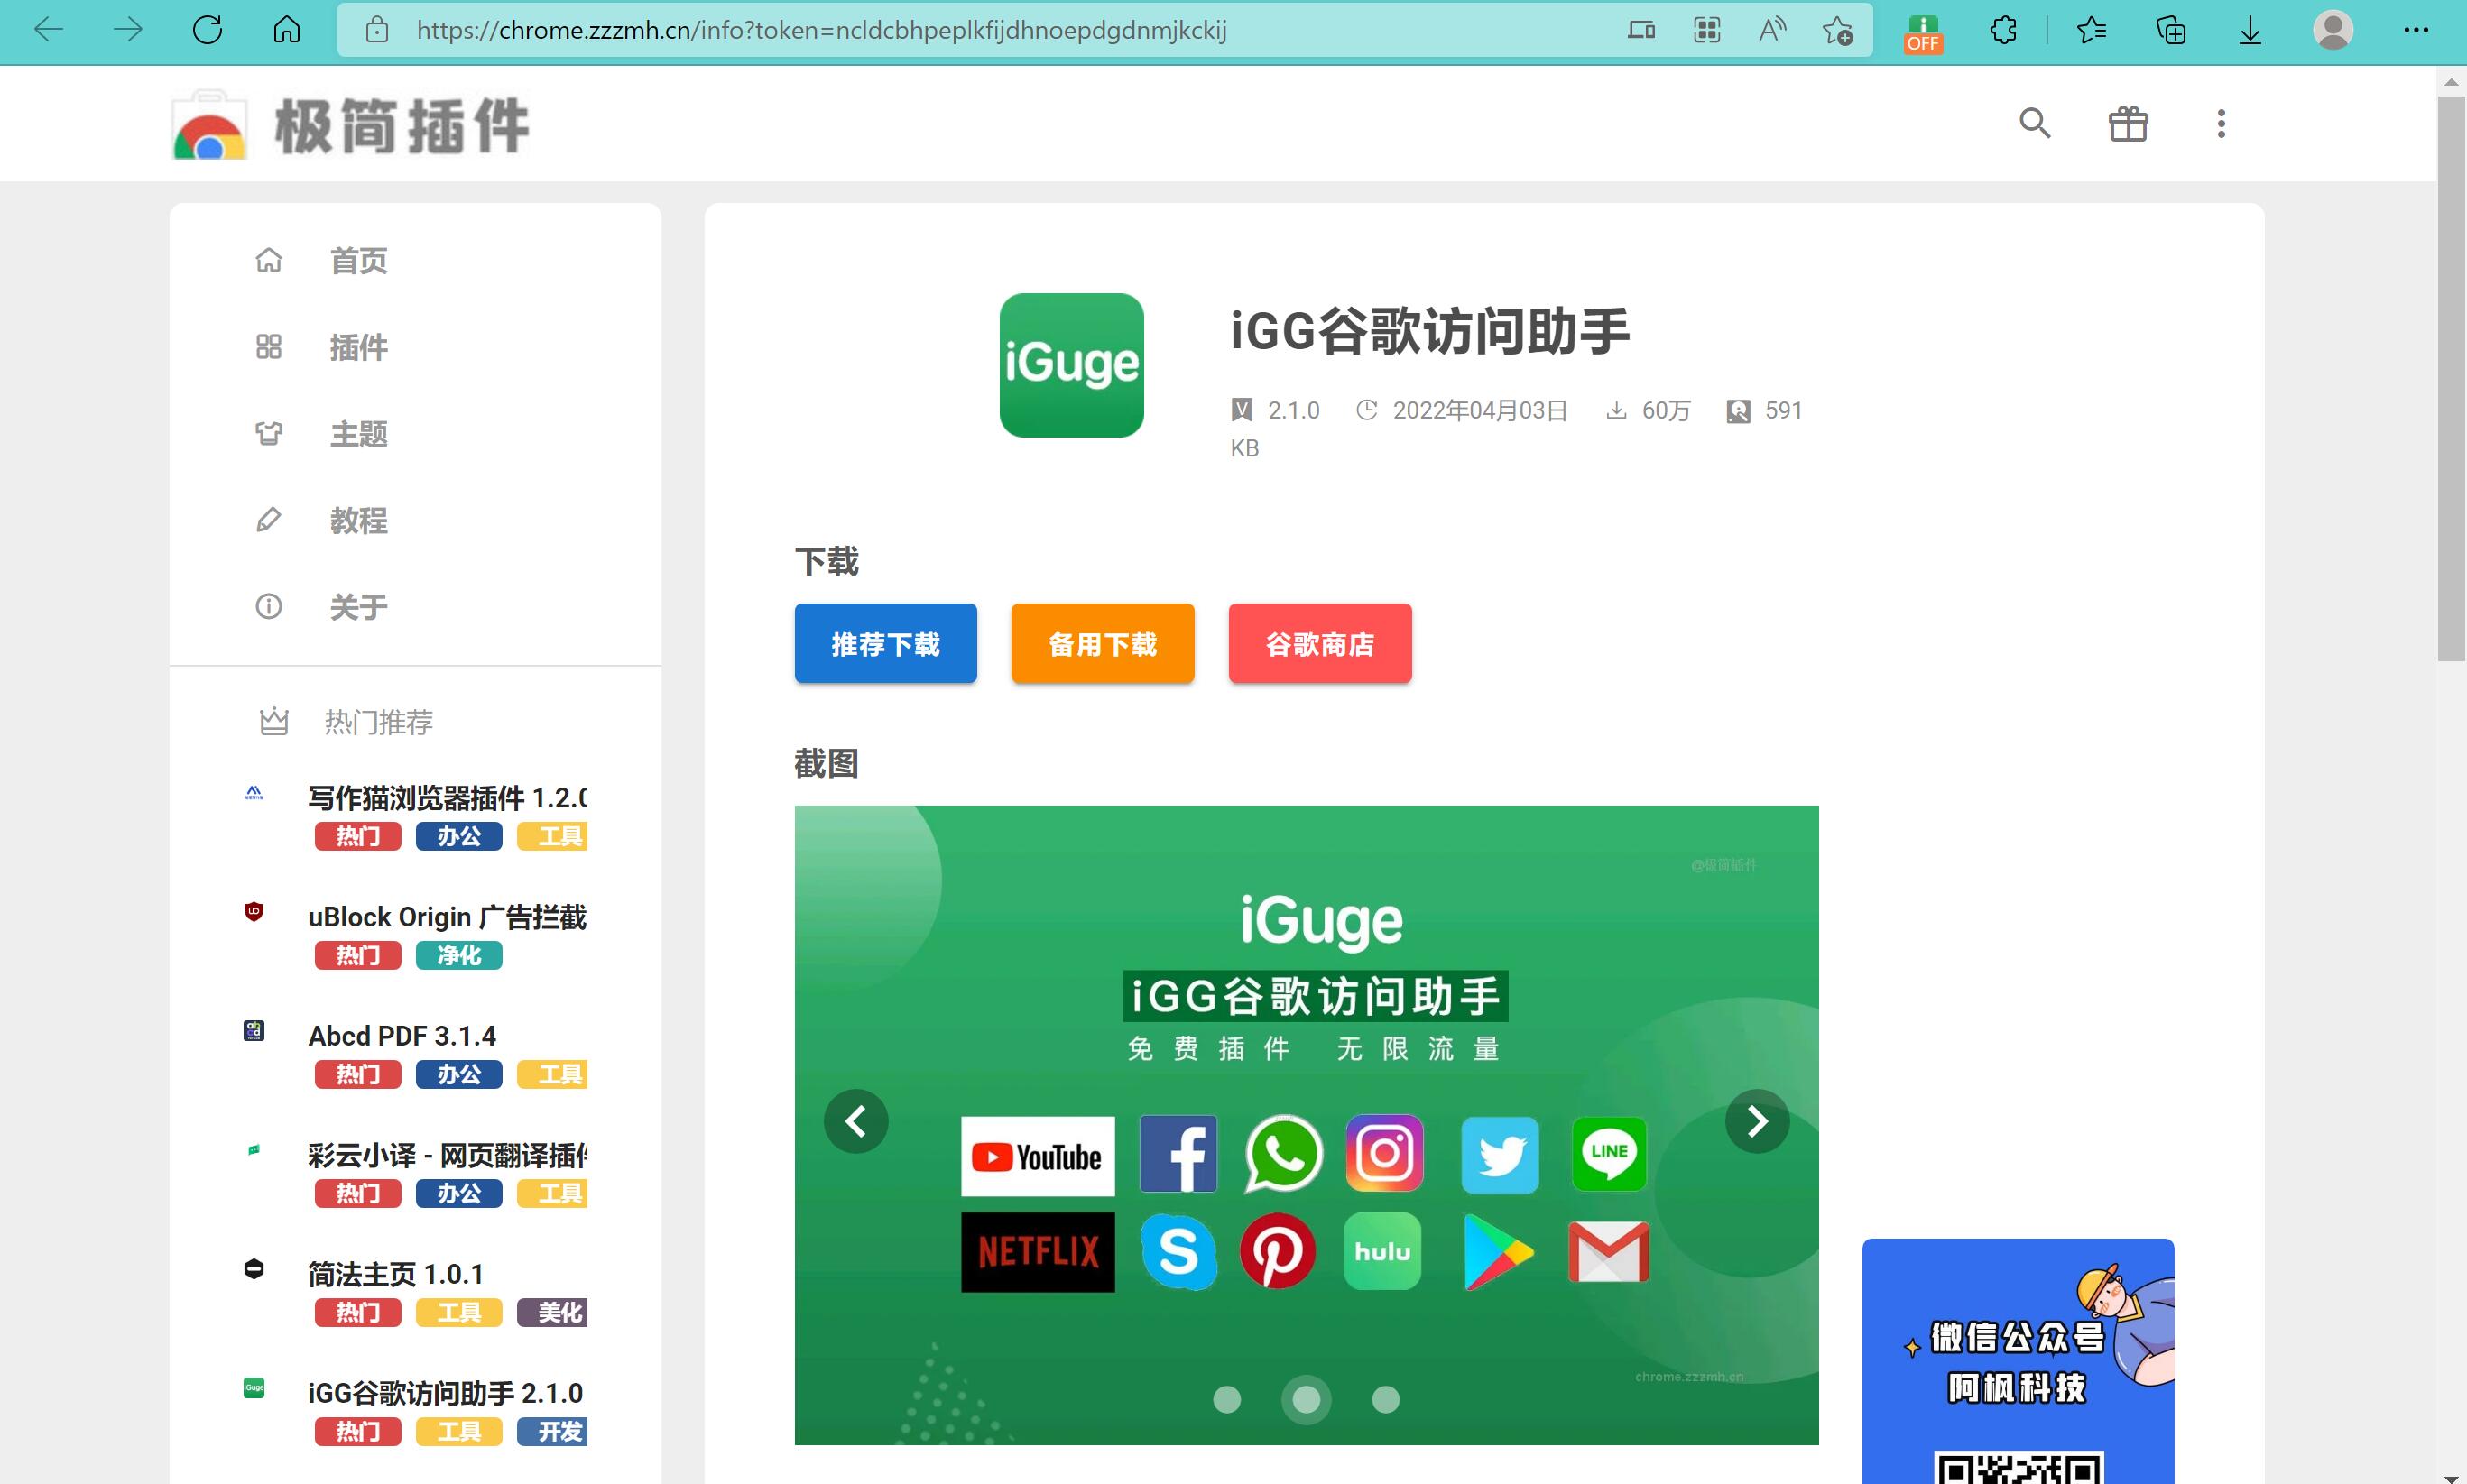 https://chrome.zzzmh.cn/info?token=ncldcbhpeplkfijdhnoepdgdnmjkckij
OFF
极简插件
首页
插件
主题
教程
关于
热门推荐
写作猫浏览器插件 1.2.0
热门 办公 工具
uBlock Origin 广告拦截
热门 净化
Abcd PDF 3.1.4
热门 办公 工具
彩云小译 - 网页翻译插件
热门 办公 工具
简法主页 1.0.1
热门 工具 美化
iGuge
iGG谷歌访问助手 2.1.0
热门 工具 开发
iGuge
iGG谷歌访问助手
V 2.1.0 2022年04月03日 60万 591
KB
下载
推荐下载 备用下载 谷歌商店
截图
@极简插件
iGuge
iGG谷歌访问助手
免费插件 无限流量
YouTube LINE
NETFLIX hulu
chrome.zzzmh.cn
微信公众号
阿枫科技